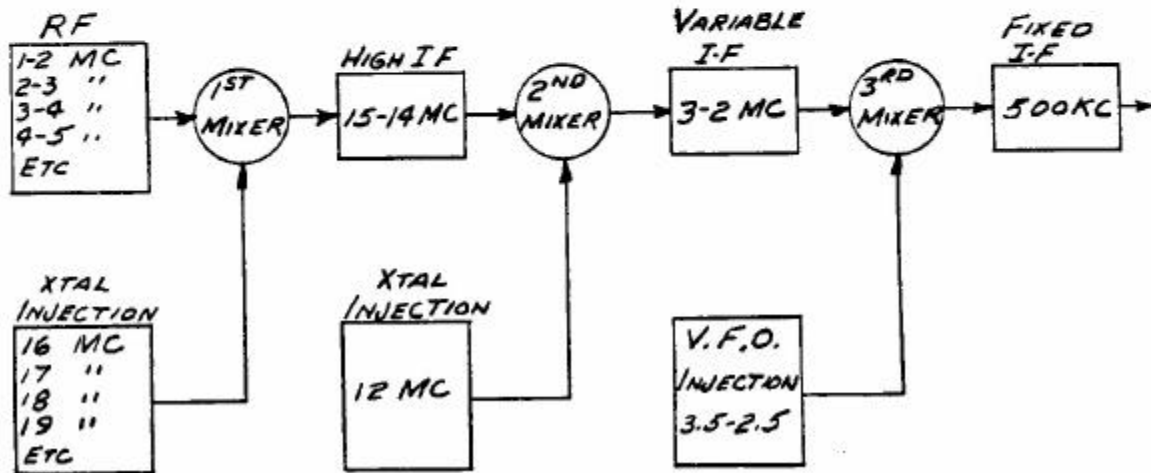 RF
1-2 MC
2-3 "
3-4 "
4-5 "
ETC
1ST
MIXER
HIGH IF
15-14 MC
2ND
MIXER
VARIABLE
I-F
3-2 MC
3RD
MIXER
FIXED
I-F
500 KC
XTAL
INJECTION
16 MC
17 "
18 "
19 "
ETC
XTAL
INJECTION
12 MC
V.F.O.
INJECTION
3.5-2.5